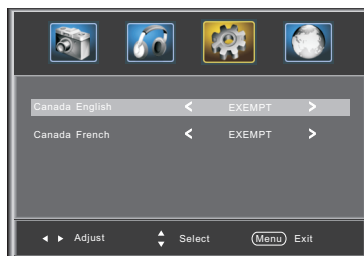 Canada English < EXEMPT >
Canada French < EXEMPT >
Adjust Select Menu Exit